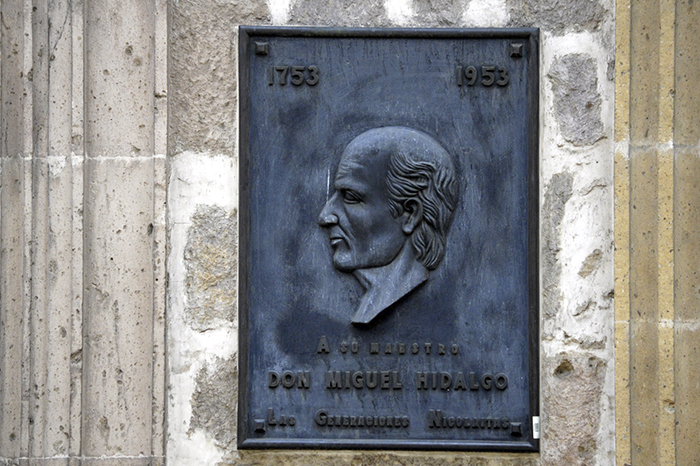 1753 1953
A SU MAESTRO
DON MIGUEL HIDALGO
LAS GENERACIONES NICOLAITAS